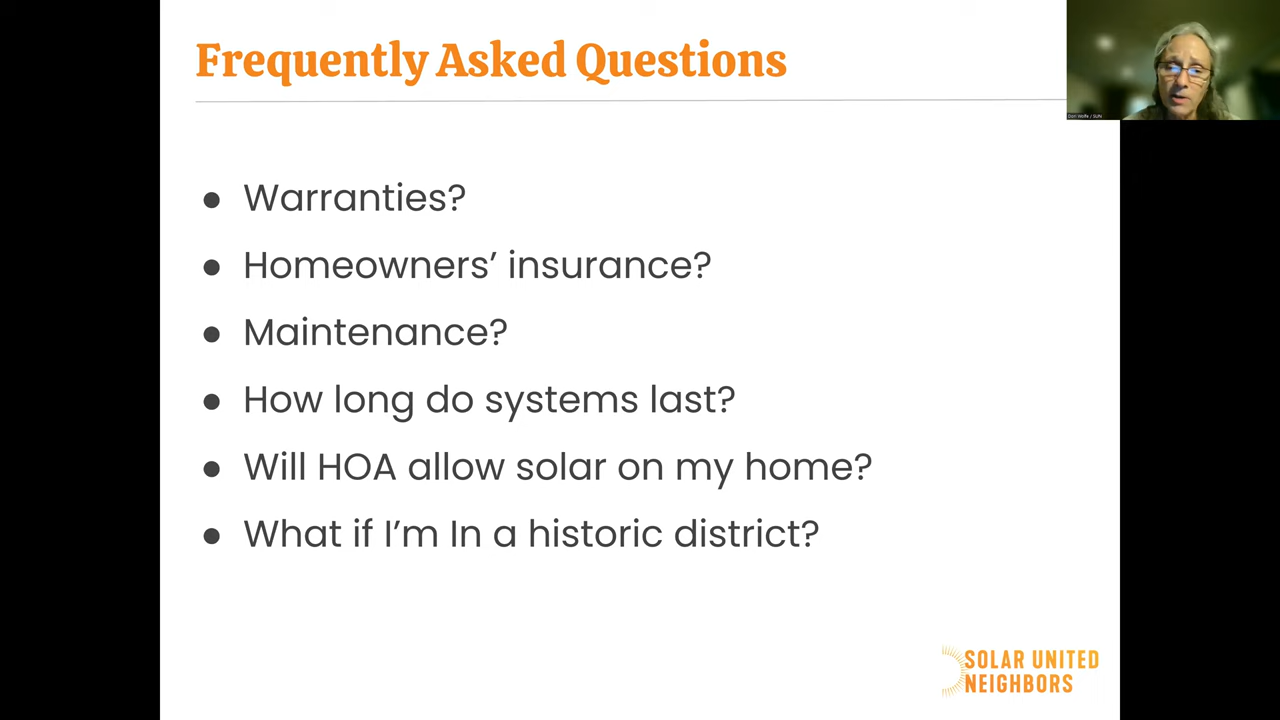 Frequently Asked Questions
● Warranties?
● Homeowners’ insurance?
● Maintenance?
● How long do systems last?
● Will HOA allow solar on my home?
● What if I’m In a historic district?
SOLAR UNITED
NEIGHBORS